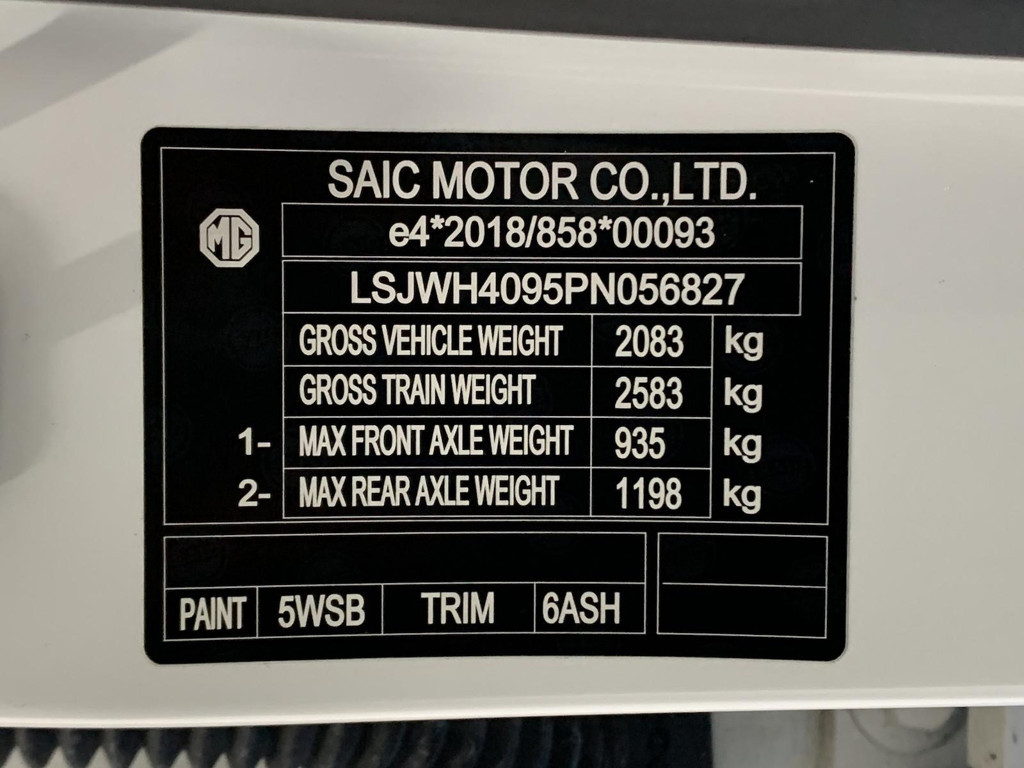 SAIC MOTOR CO.,LTD.
MG
e4*2018/858*00093
LSJWH4095PN056827
GROSS VEHICLE WEIGHT 2083 kg
GROSS TRAIN WEIGHT 2583 kg
1- MAX FRONT AXLE WEIGHT 935 kg
2- MAX REAR AXLE WEIGHT 1198 kg
PAINT 5WSB TRIM 6ASH